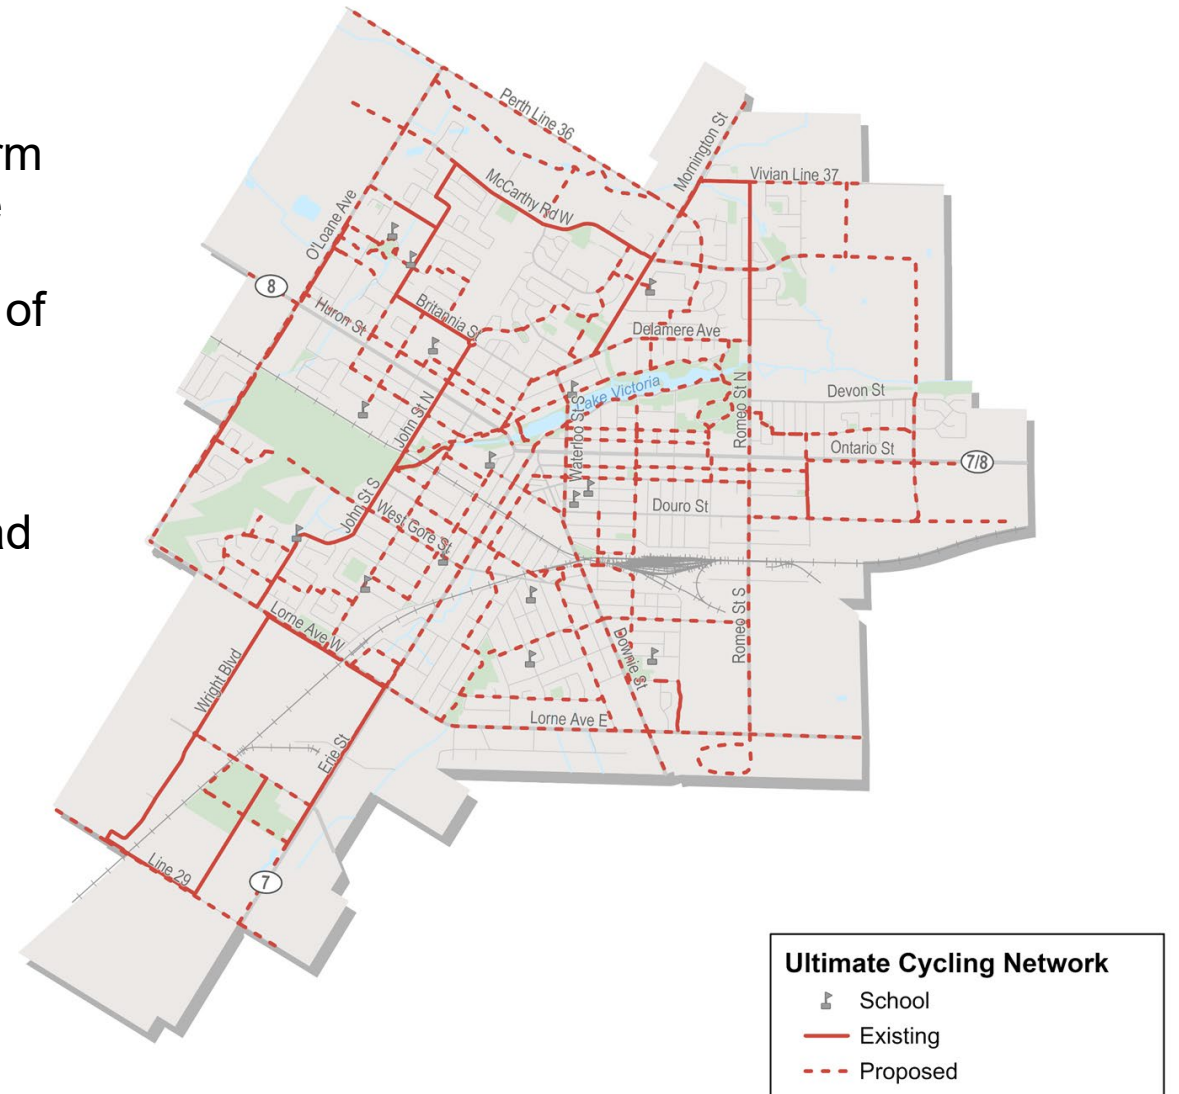 rm
of
ad
Perth Line 36
Mornington St
Vivian Line 37
McCarthy Rd W
O'Loane Ave
8
Huron St
Britannia St
Delamere Ave
Lake Victoria
Devon St
Romeo St N
John St N
Waterloo St S
Ontario St
7/8
John St S
West Gore St
Douro St
Lorne Ave W
Romeo St S
Downie St
Wright Blvd
Lorne Ave E
Erie St
Line 29
7
Ultimate Cycling Network
School
Existing
Proposed